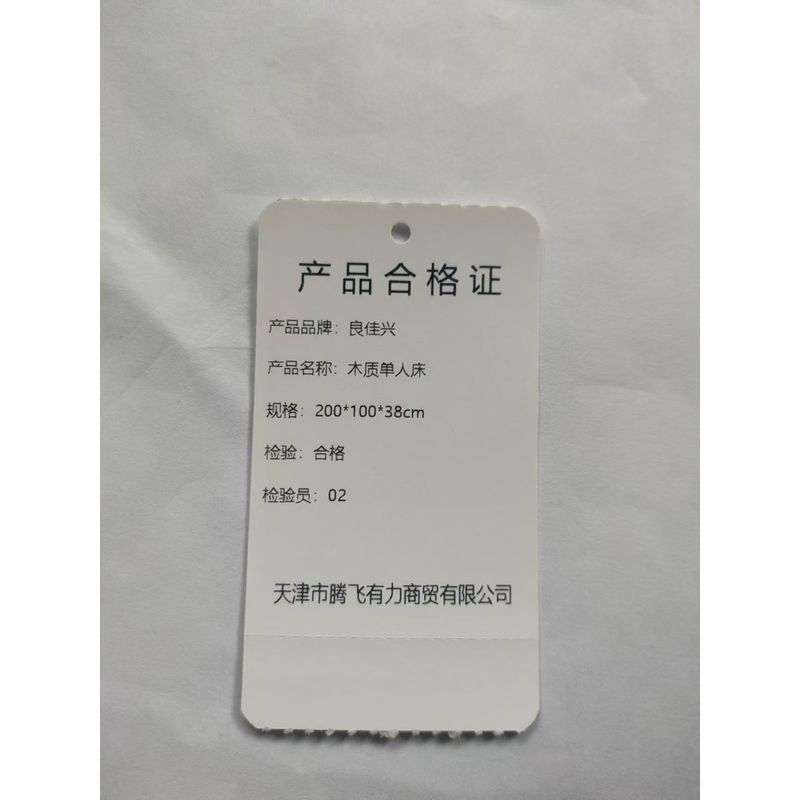 产品合格证
产品品牌：良佳兴
产品名称：木质单人床
规格：200*100*38cm
检验：合格
检验员：02
天津市腾飞有力商贸有限公司